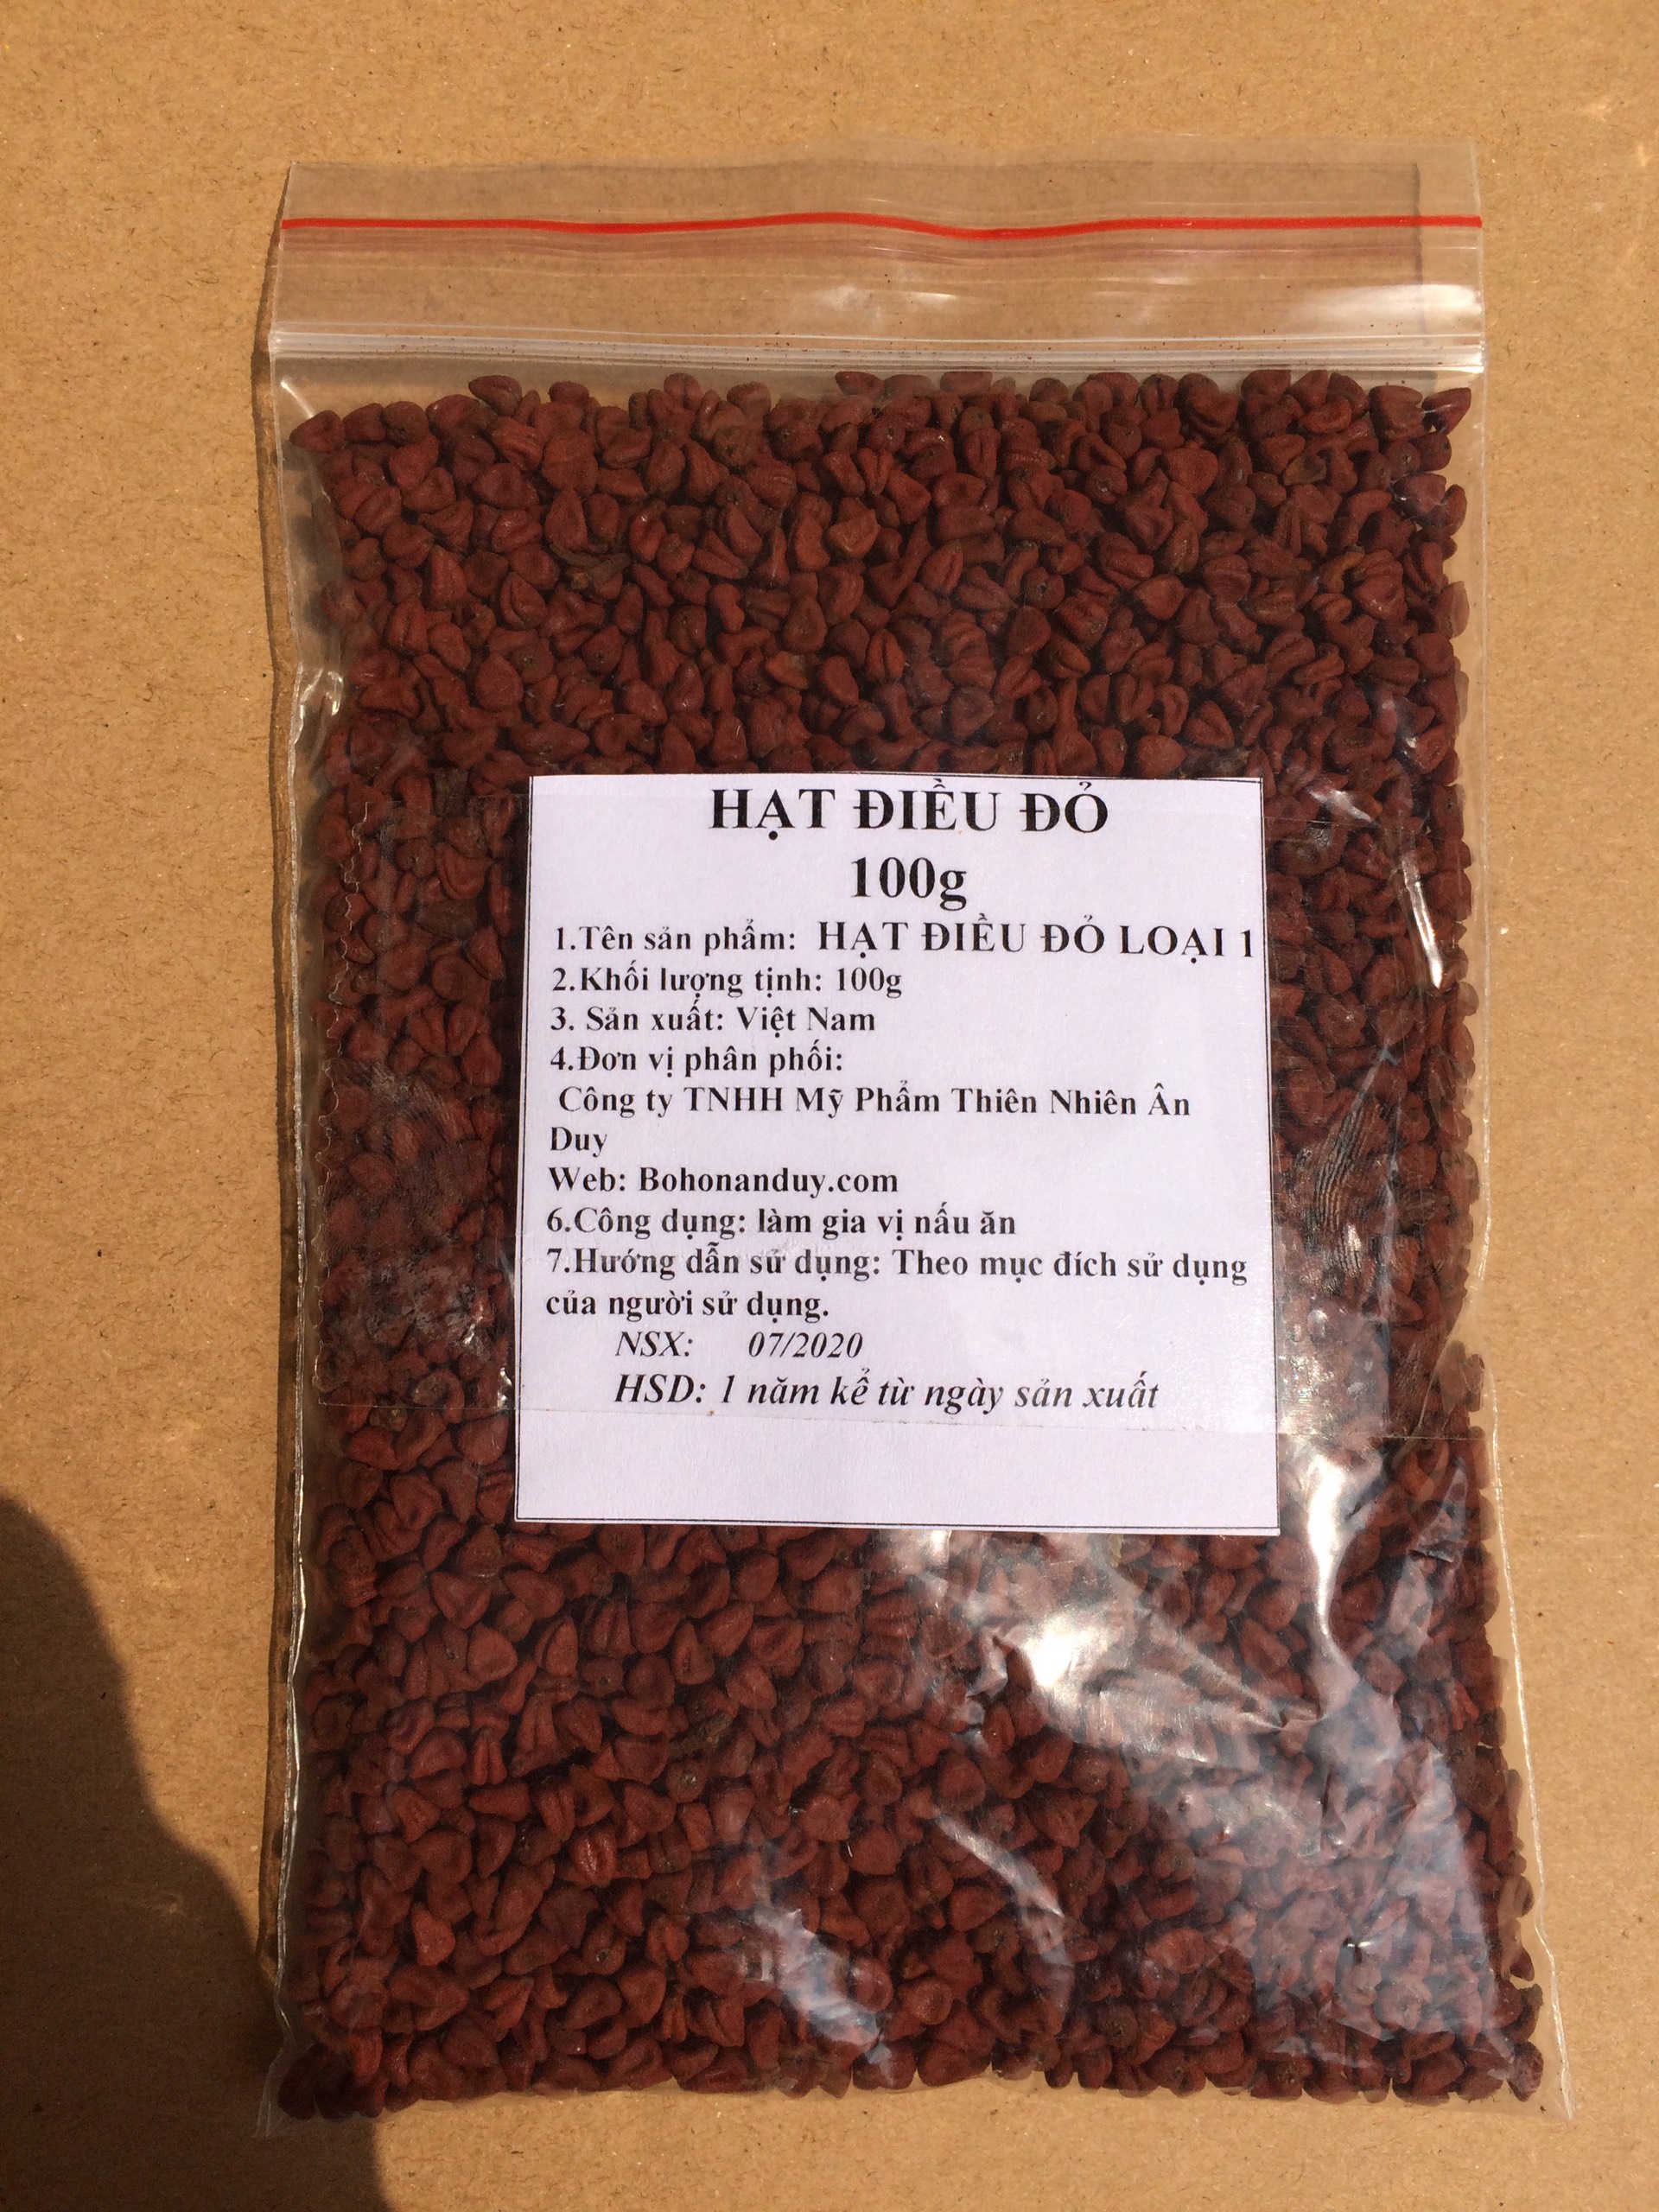 HẠT ĐIỀU ĐỎ
100g
1.Tên sản phẩm: HẠT ĐIỀU ĐỎ LOẠI 1
2.Khối lượng tịnh: 100g
3. Sản xuất: Việt Nam
4.Đơn vị phân phối:
Công ty TNHH Mỹ Phẩm Thiên Nhiên Ân
Duy
Web: Bohonanduy.com
6.Công dụng: làm gia vị nấu ăn
7.Hướng dẫn sử dụng: Theo mục đích sử dụng
của người sử dụng.
NSX: 07/2020
HSD: 1 năm kể từ ngày sản xuất